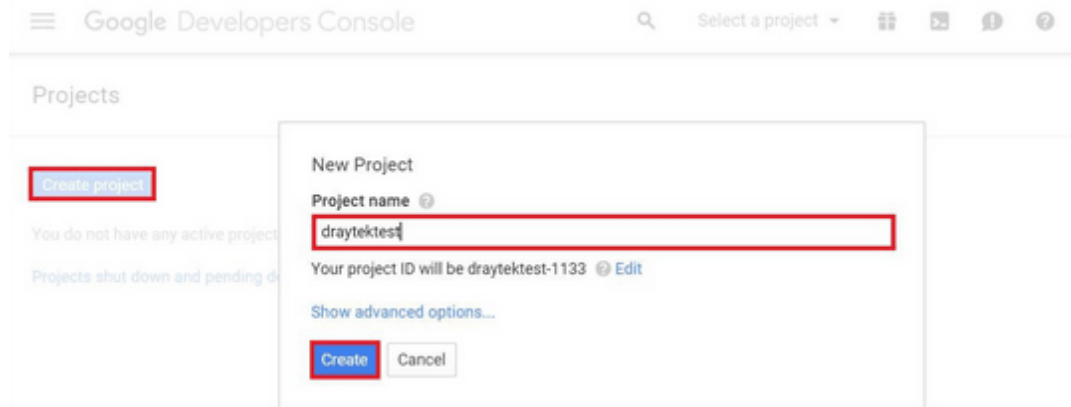 Google Developers Console
Select a project
Projects
Create project
You do not have any active project
Projects shut down and pending de
New Project
Project name
draytektest
Your project ID will be draytektest-1133 Edit
Show advanced options...
Create Cancel